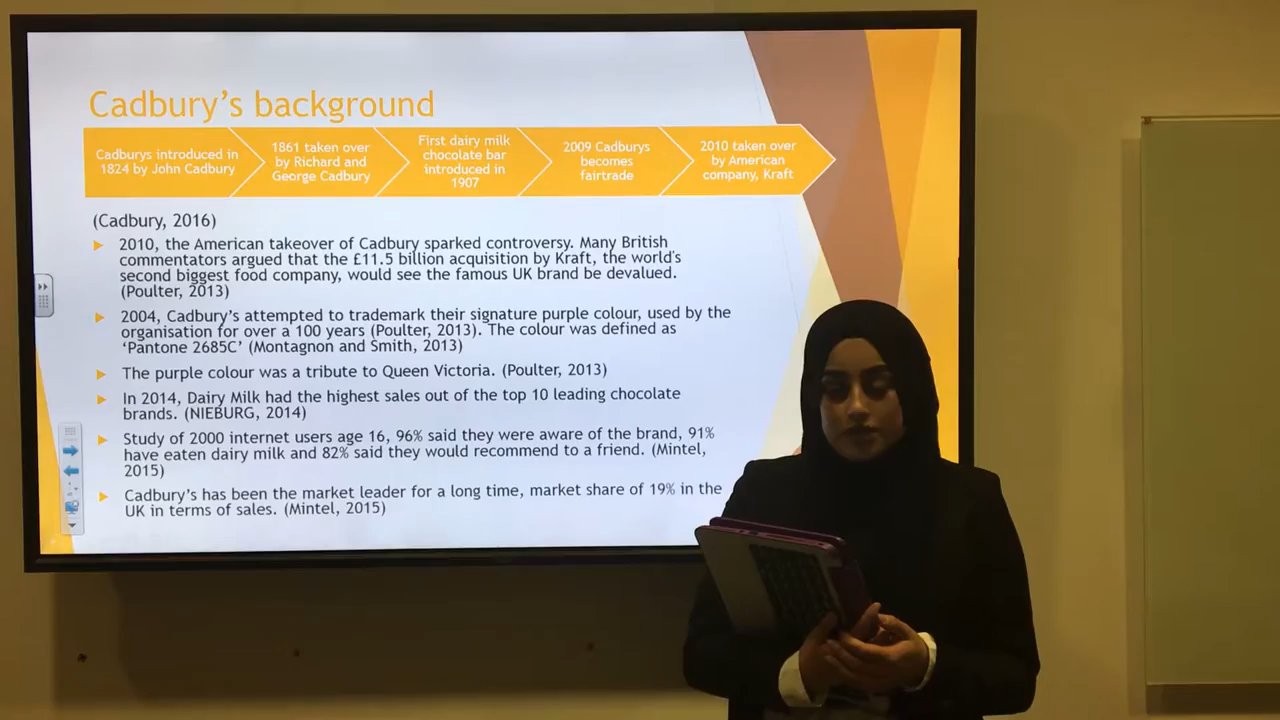 Cadbury's background
Cadburys introduced in
1824 by John Cadbury
1861 taken over
by Richard and
George Cadbury
First dairy milk
chocolate bar
introduced in
1907
2009 Cadburys
becomes
fairtrade
2010 taken over
by American
company, Kraft
(Cadbury, 2016)
2010, the American takeover of Cadbury sparked controversy. Many British
commentators argued that the £11.5 billion acquisition by Kraft, the world's
second biggest food company, would see the famous UK brand be devalued.
(Poulter, 2013)
2004, Cadbury's attempted to trademark their signature purple colour, used by the
organisation for over a 100 years (Poulter, 2013). The colour was defined as
'Pantone 2685C' (Montagnon and Smith, 2013)
The purple colour was a tribute to Queen Victoria. (Poulter, 2013)
In 2014, Dairy Milk had the highest sales out of the top 10 leading chocolate
brands. (NIEBURG, 2014)
Study of 2000 internet users age 16, 96% said they were aware of the brand, 91%
have eaten dairy milk and 82% said they would recommend to a friend. (Mintel,
2015)
Cadbury's has been the market leader for a long time, market share of 19% in the
UK in terms of sales. (Mintel, 2015)